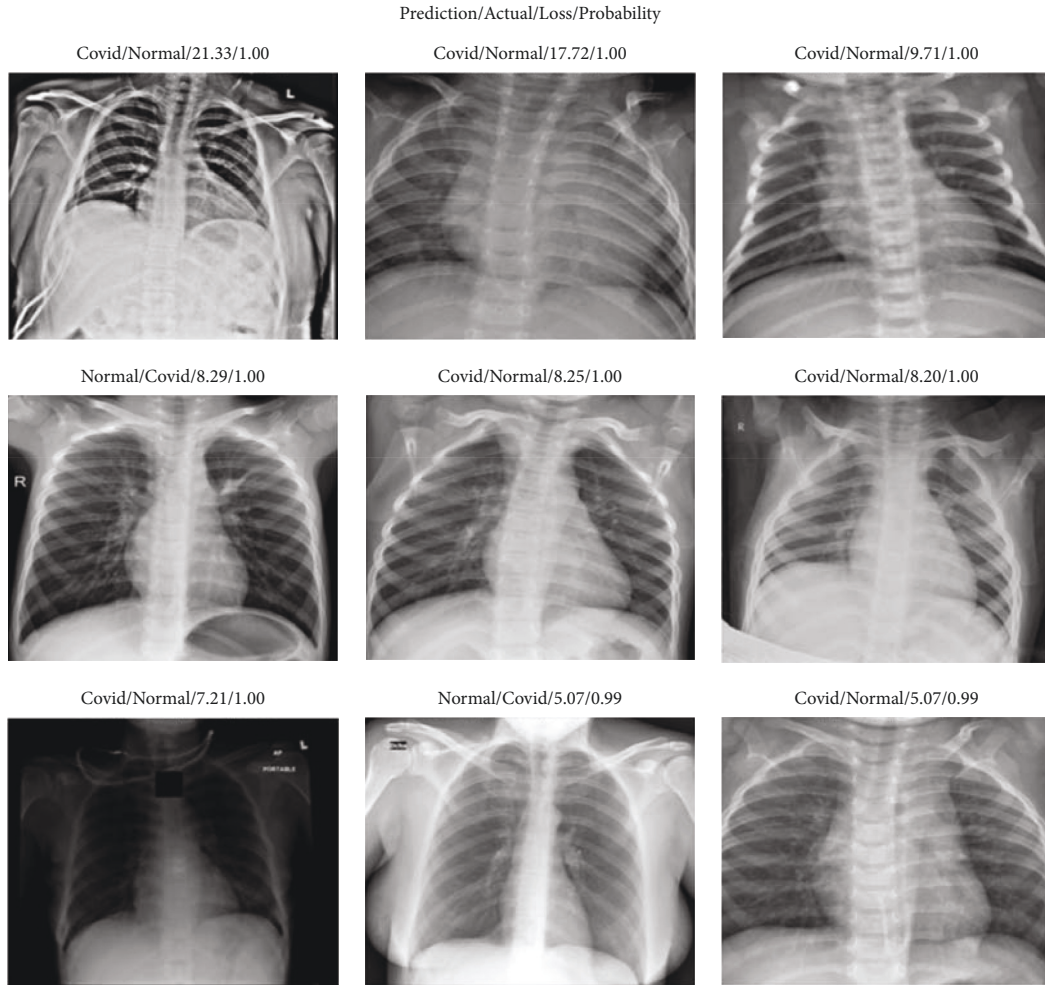 Prediction/Actual/Loss/Probability
Covid/Normal/21.33/1.00
Covid/Normal/17.72/1.00
Covid/Normal/9.71/1.00
L
Normal/Covid/8.29/1.00
Covid/Normal/8.25/1.00
Covid/Normal/8.20/1.00
R
R
Covid/Normal/7.21/1.00
Normal/Covid/5.07/0.99
Covid/Normal/5.07/0.99
L
AP
PORTABLE